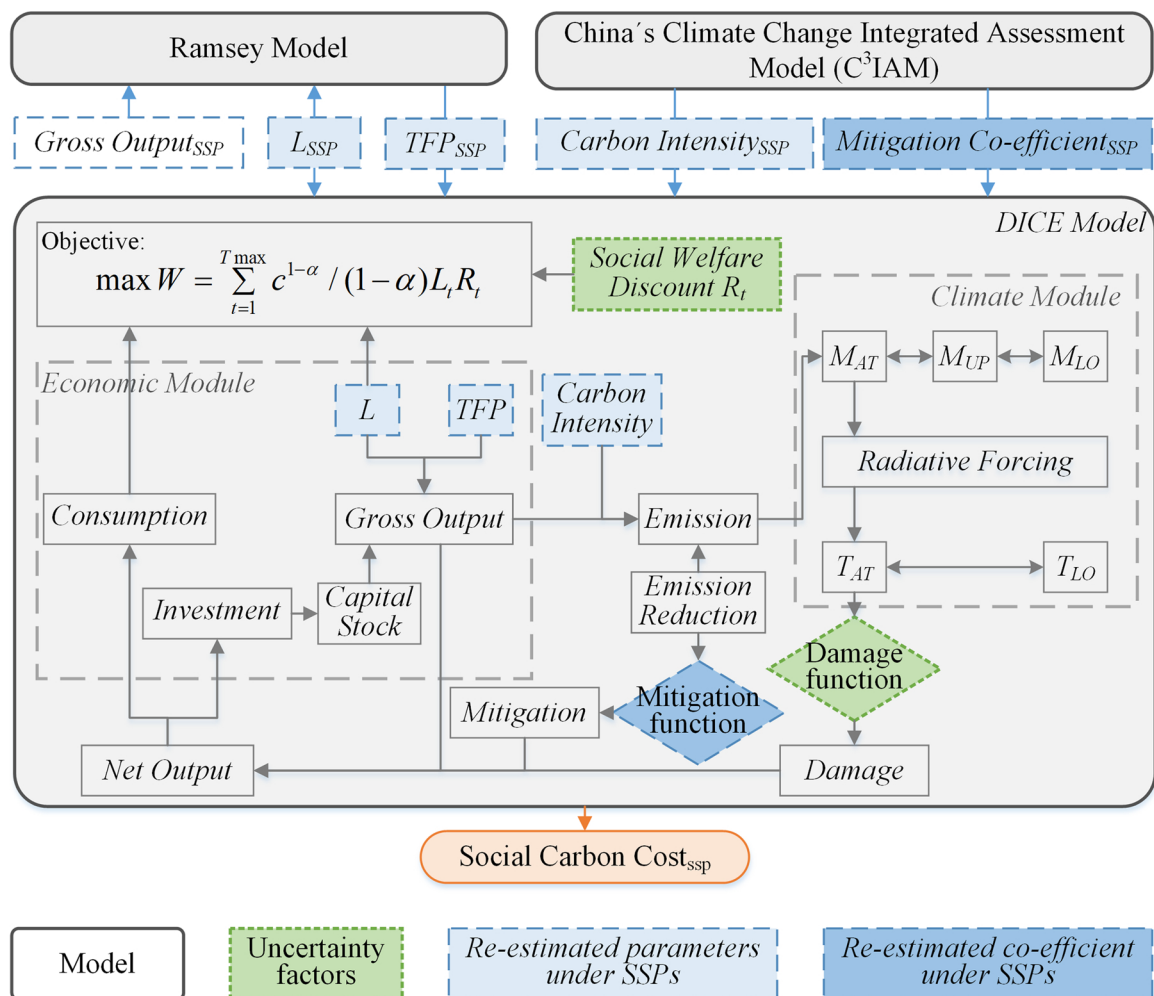 Ramsey Model
China´s Climate Change Integrated Assessment
Model (C³IAM)
Gross Output_SSP
L_SSP
TFP_SSP
Carbon Intensity_SSP
Mitigation Co-efficient_SSP
DICE Model
Objective:
max W = \sum_{t=1}^{T max} c^{1-α} / (1-α) L_t R_t
Social Welfare
Discount R_t
Climate Module
M_AT
M_UP
M_LO
Economic Module
L
TFP
Carbon
Intensity
Radiative Forcing
Consumption
Gross Output
Emission
T_AT
T_LO
Investment
Capital
Stock
Emission
Reduction
Damage
function
Mitigation
function
Mitigation
Net Output
Damage
Social Carbon Cost_ssp
Model
Uncertainty
factors
Re-estimated parameters
under SSPs
Re-estimated co-efficient
under SSPs